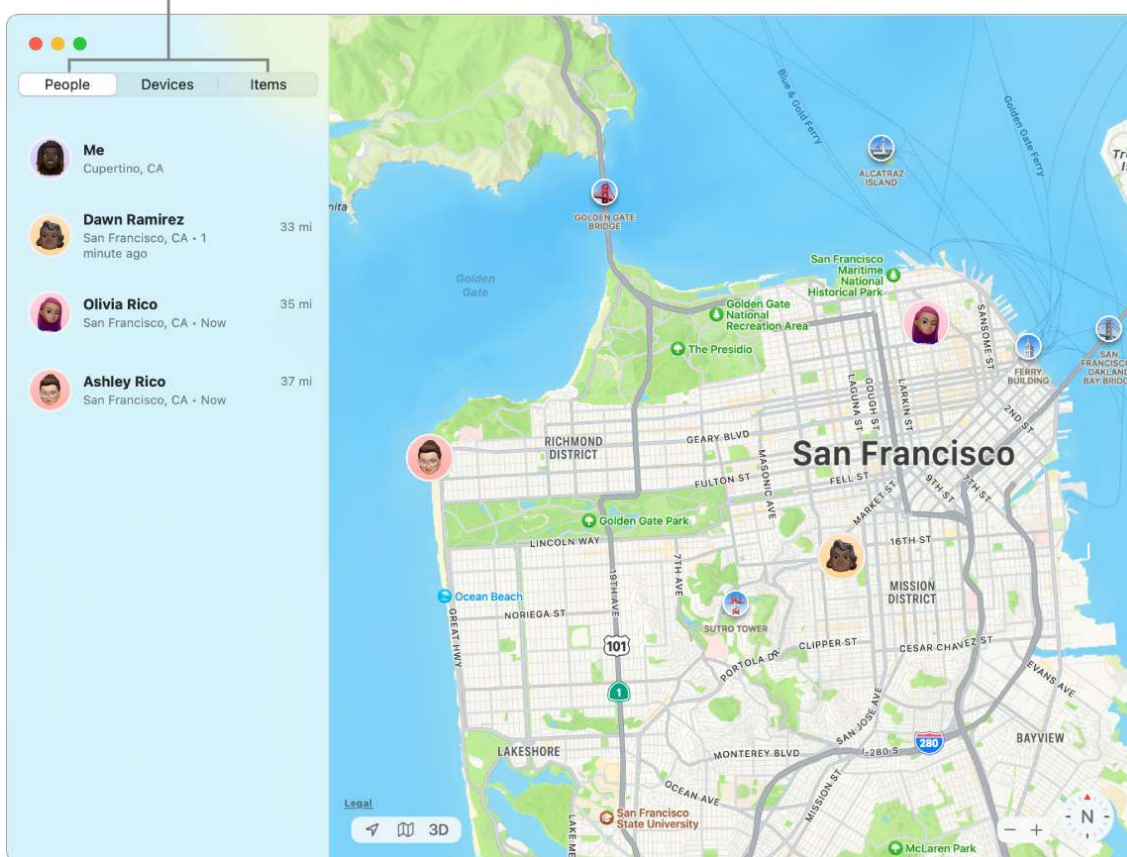 People
Devices
Items
Me
Cupertino, CA
Dawn Ramirez
33 mi
San Francisco, CA • 1
minute ago
Olivia Rico
35 mi
San Francisco, CA • Now
Ashley Rico
37 mi
San Francisco, CA • Now
Blue & Gold Ferry
Golden Gate Ferry
ALCATRAZ
ISLAND
nita
GOLDEN GATE
BRIDGE
Golden
Gate
San Francisco
Maritime
National
Historical Park
Golden Gate
National
Recreation Area
The Presidio
SANSOME ST
FERRY
BUILDING
SAN
FRANCISCO
OAKLAND
BAY BRIDG
LAGUNA ST
GOUGH ST
LARKIN ST
2ND ST
RICHMOND
DISTRICT
GEARY BLVD
MASONIC AVE
San Francisco
FULTON ST
FELL ST
9TH ST
7TH ST
MARKET ST
Golden Gate Park
LINCOLN WAY
16TH ST
19TH AVE
7TH AVE
MISSION
DISTRICT
Ocean Beach
NORIEGA ST
GREAT HWY
SUTRO TOWER
101
CLIPPER ST
CESAR CHAVEZ ST
PORTOLA DR
1
EVANS AVE
SAN JOSE AVE
LAKESHORE
MONTEREY BLVD
I-280 S
280
BAYVIEW
OCEAN AVE
MISSION ST
Legal
San Francisco
State University
3D
LAKE ME
N
McLaren Park